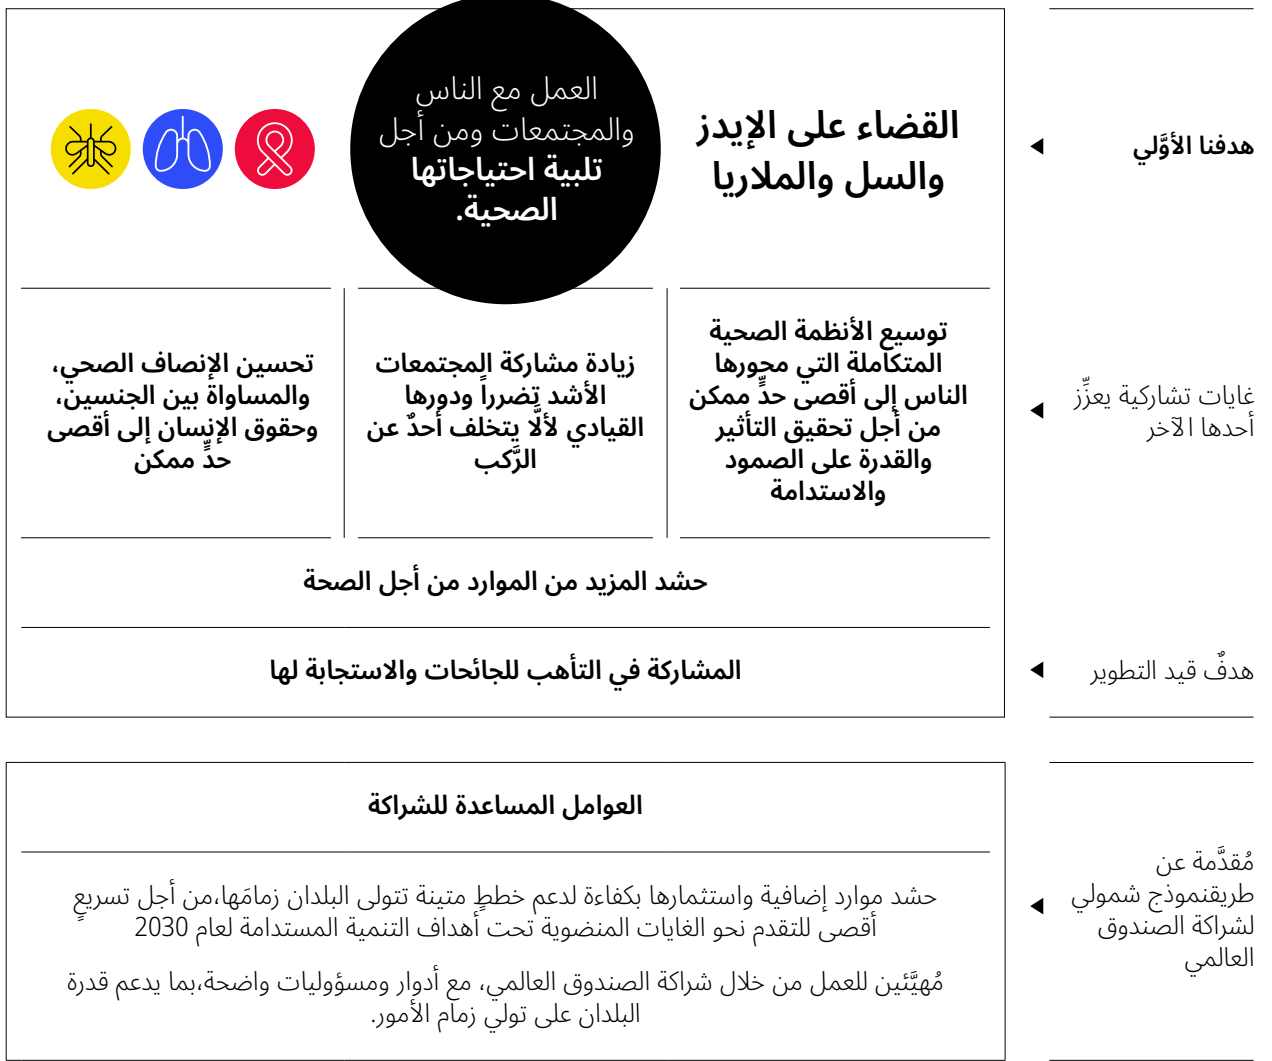 هدفنا الأوَّلي
القضاء على الإيدز
والسل والملاريا
العمل مع الناس
والمجتمعات ومن أجل
تلبية احتياجاتها
الصحية.
غايات تشاركية يعزِّز
أحدها الآخر
توسيع الأنظمة الصحية
المتكاملة التي محورها
الناس إلى أقصى حدٍّ ممكن
من أجل تحقيق التأثير
والقدرة على الصمود
والاستدامة
زيادة مشاركة المجتمعات
الأشد تضرراً ودورها
القيادي لألَّا يتخلف أحدٌ عن
الرَّكب
تحسين الإنصاف الصحي،
والمساواة بين الجنسين،
وحقوق الإنسان إلى أقصى
حدٍّ ممكن
حشد المزيد من الموارد من أجل الصحة
هدفٌ قيد التطوير
المشاركة في التأهب للجائحات والاستجابة لها
مُقدَّمة عن
طريقنموذج شمولي
لشراكة الصندوق
العالمي
العوامل المساعدة للشراكة
حشد موارد إضافية واستثمارها بكفاءة لدعم خططٍ متينة تتولى البلدان زمامَها،من أجل تسريعٍ
أقصى للتقدم نحو الغايات المنضوية تحت أهداف التنمية المستدامة لعام 2030
مُهيَّئين للعمل من خلال شراكة الصندوق العالمي، مع أدوار ومسؤوليات واضحة،بما يدعم قدرة
البلدان على تولي زمام الأمور.